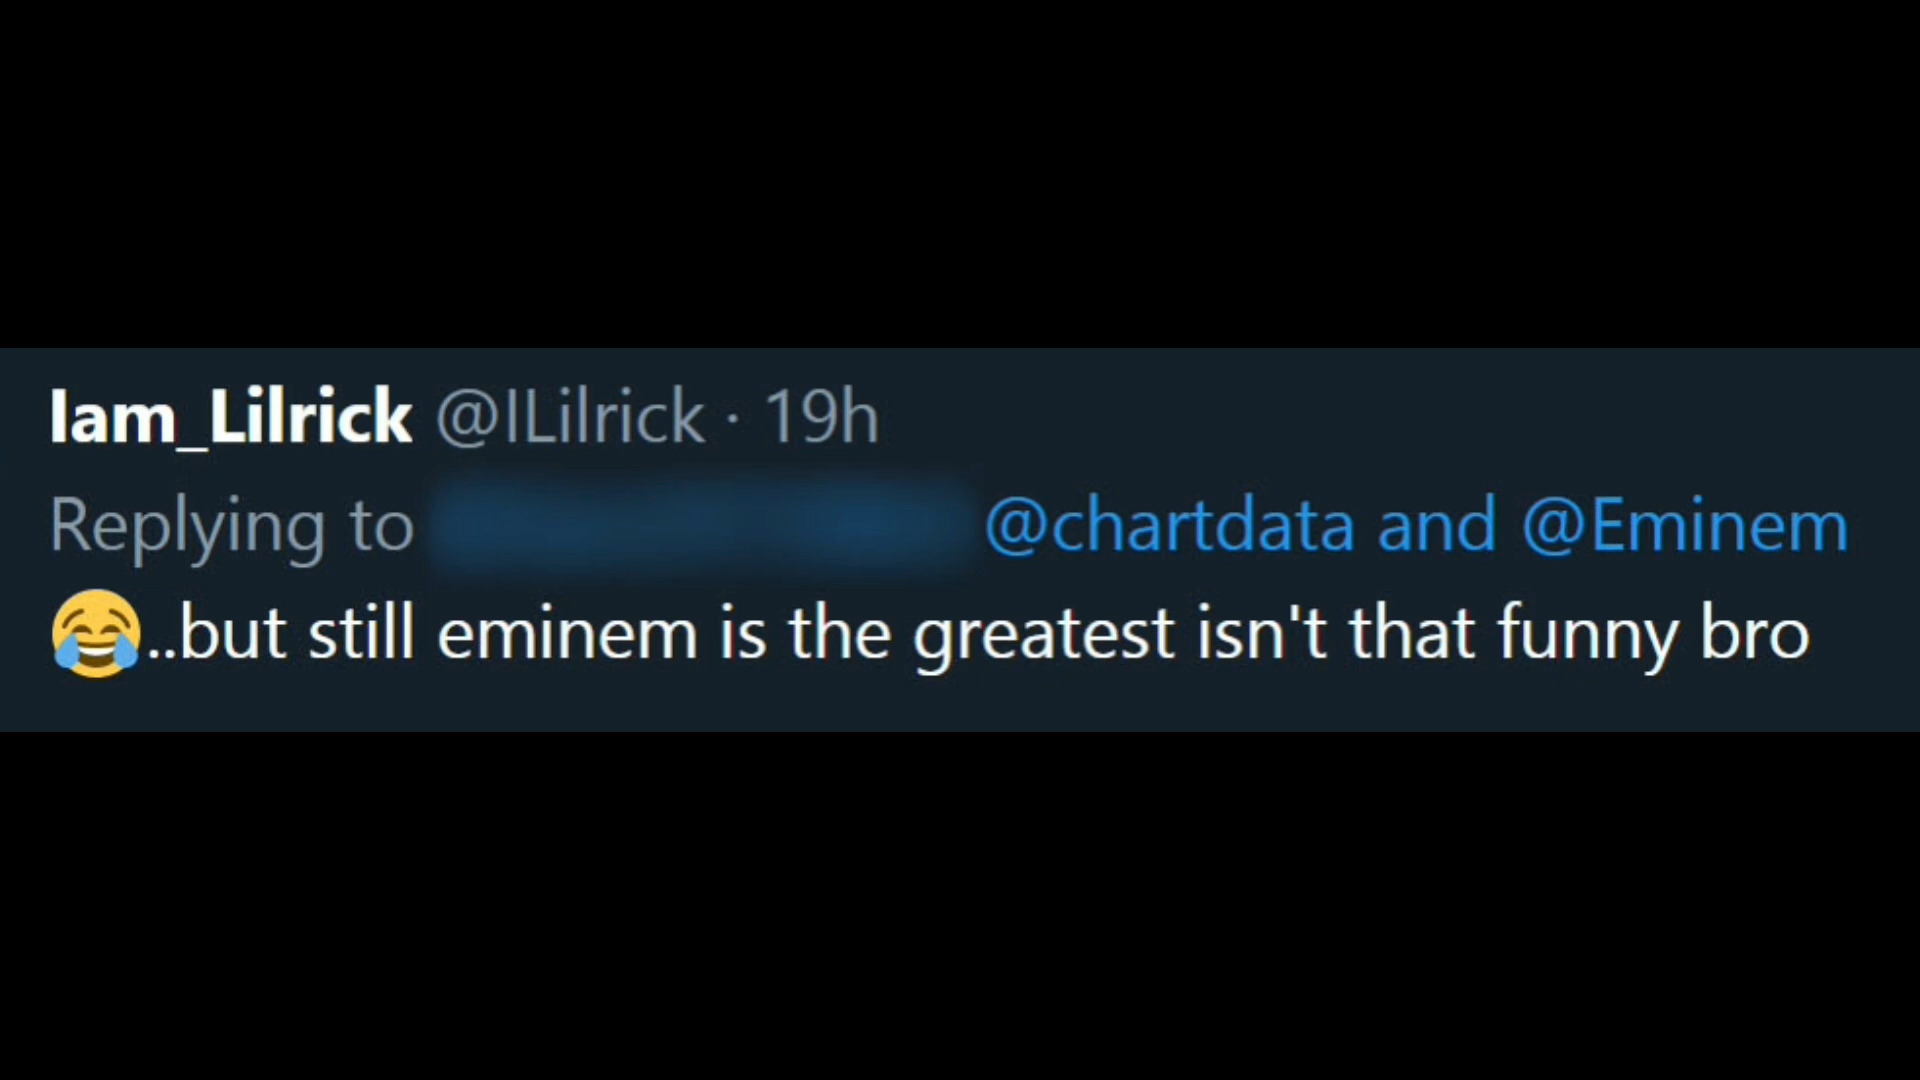 Iam_Lilrick @ILilrick · 19h
Replying to @chartdata and @Eminem
😂..but still eminem is the greatest isn't that funny bro